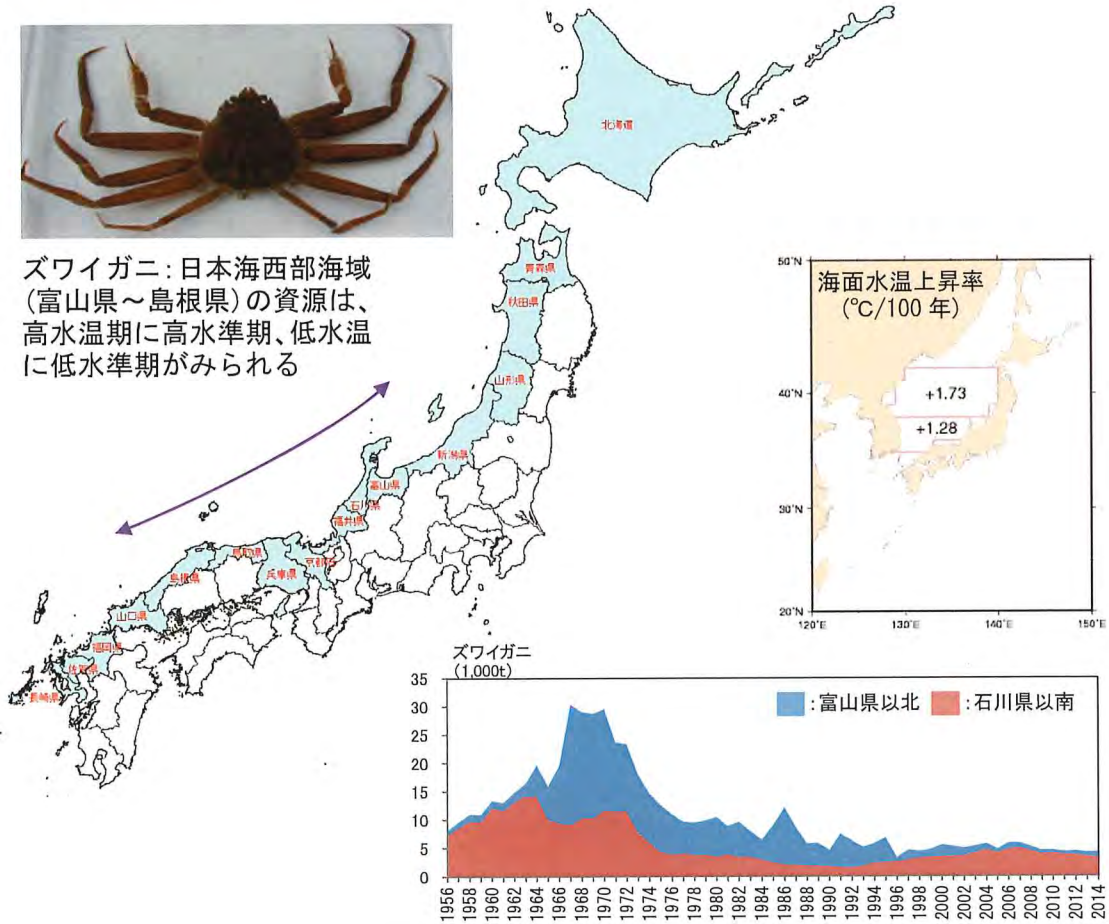 ズワイガニ：日本海西部海域
（富山県～島根県）の資源は、
高水温期に高水準期、低水温
に低水準期がみられる
北海道
青森県
秋田県
山形県
新潟県
富山県
石川県
福井県
京都府
兵庫県
鳥取県
島根県
山口県
福岡県
佐賀県
長崎県
海面水温上昇率
（℃/100 年）
50˚N
40˚N
30˚N
20˚N
120˚E
130˚E
140˚E
150˚E
+1.73
+1.28
ズワイガニ
（1,000t）
35
30
25
20
15
10
5
0
：富山県以北
：石川県以南
1956
1958
1960
1962
1964
1966
1968
1970
1972
1974
1976
1978
1980
1982
1984
1986
1988
1990
1992
1994
1996
1998
2000
2002
2004
2006
2008
2010
2012
2014